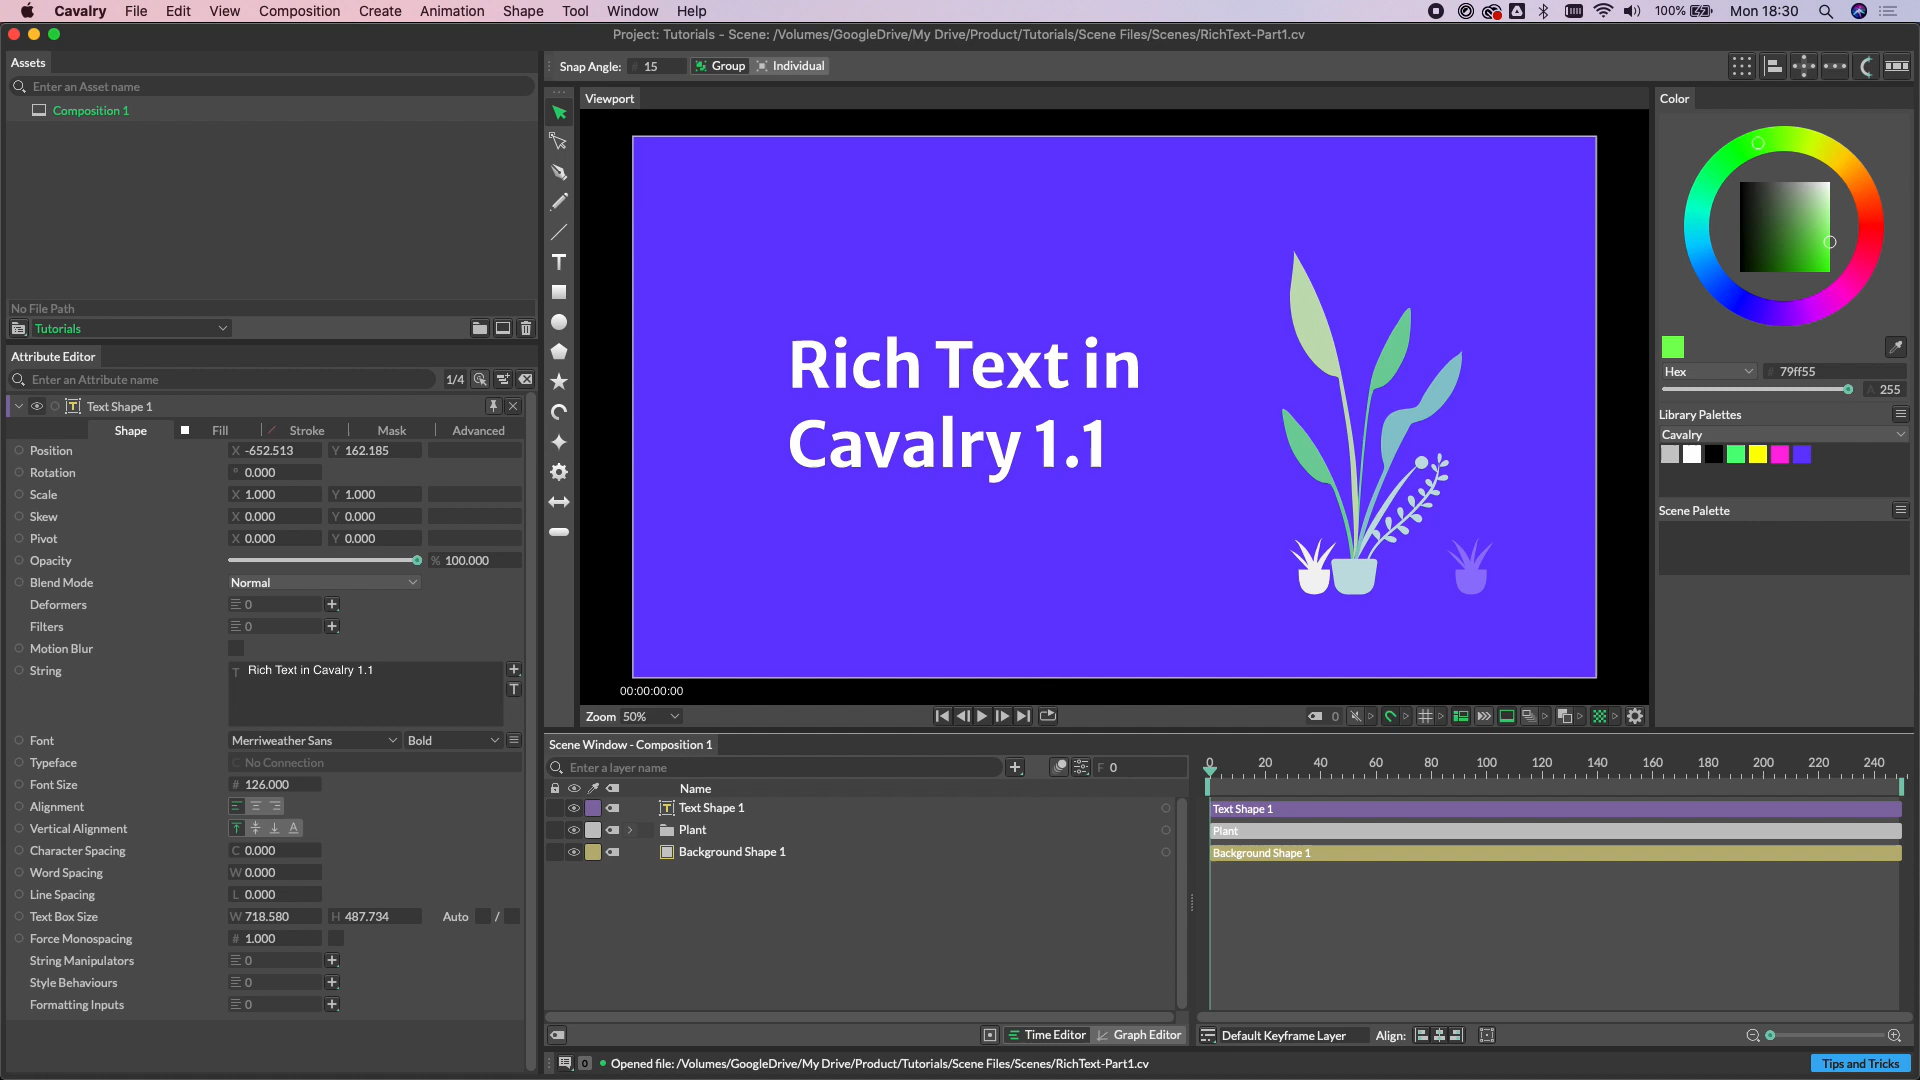 Cavalry File Edit View Composition Create Animation Shape Tool Window Help 100% Mon 18:30
Project: Tutorials - Scene: /Volumes/GoogleDrive/My Drive/Product/Tutorials/Scene Files/Scenes/RichText-Part1.cv
Assets
Enter an Asset name
Composition 1
No File Path
Tutorials
Attribute Editor
Enter an Attribute name 1/4
Text Shape 1
Shape Fill Stroke Mask Advanced
Position X -652.513 Y 162.185
Rotation ° 0.000
Scale X 1.000 Y 1.000
Skew X 0.000 Y 0.000
Pivot X 0.000 Y 0.000
Opacity % 100.000
Blend Mode Normal
Deformers 0
Filters 0
Motion Blur
String T Rich Text in Cavalry 1.1
Font Merriweather Sans Bold
Typeface C No Connection
Font Size # 126.000
Alignment
Vertical Alignment
Character Spacing C 0.000
Word Spacing W 0.000
Line Spacing L 0.000
Text Box Size W 718.580 H 487.734 Auto /
Force Monospacing # 1.000
String Manipulators 0
Style Behaviours 0
Formatting Inputs 0
Snap Angle: # 15 Group Individual
Viewport
Rich Text in
Cavalry 1.1
00:00:00:00
Zoom 50% 0
Color
Hex # 79ff55
A 255
Library Palettes
Cavalry
Scene Palette
Scene Window - Composition 1
Enter a layer name F 0
Name
Text Shape 1
Plant
Background Shape 1
0 20 40 60 80 100 120 140 160 180 200 220 240
Text Shape 1
Plant
Background Shape 1
Time Editor Graph Editor Default Keyframe Layer Align:
0 Opened file: /Volumes/GoogleDrive/My Drive/Product/Tutorials/Scene Files/Scenes/RichText-Part1.cv
Tips and Tricks